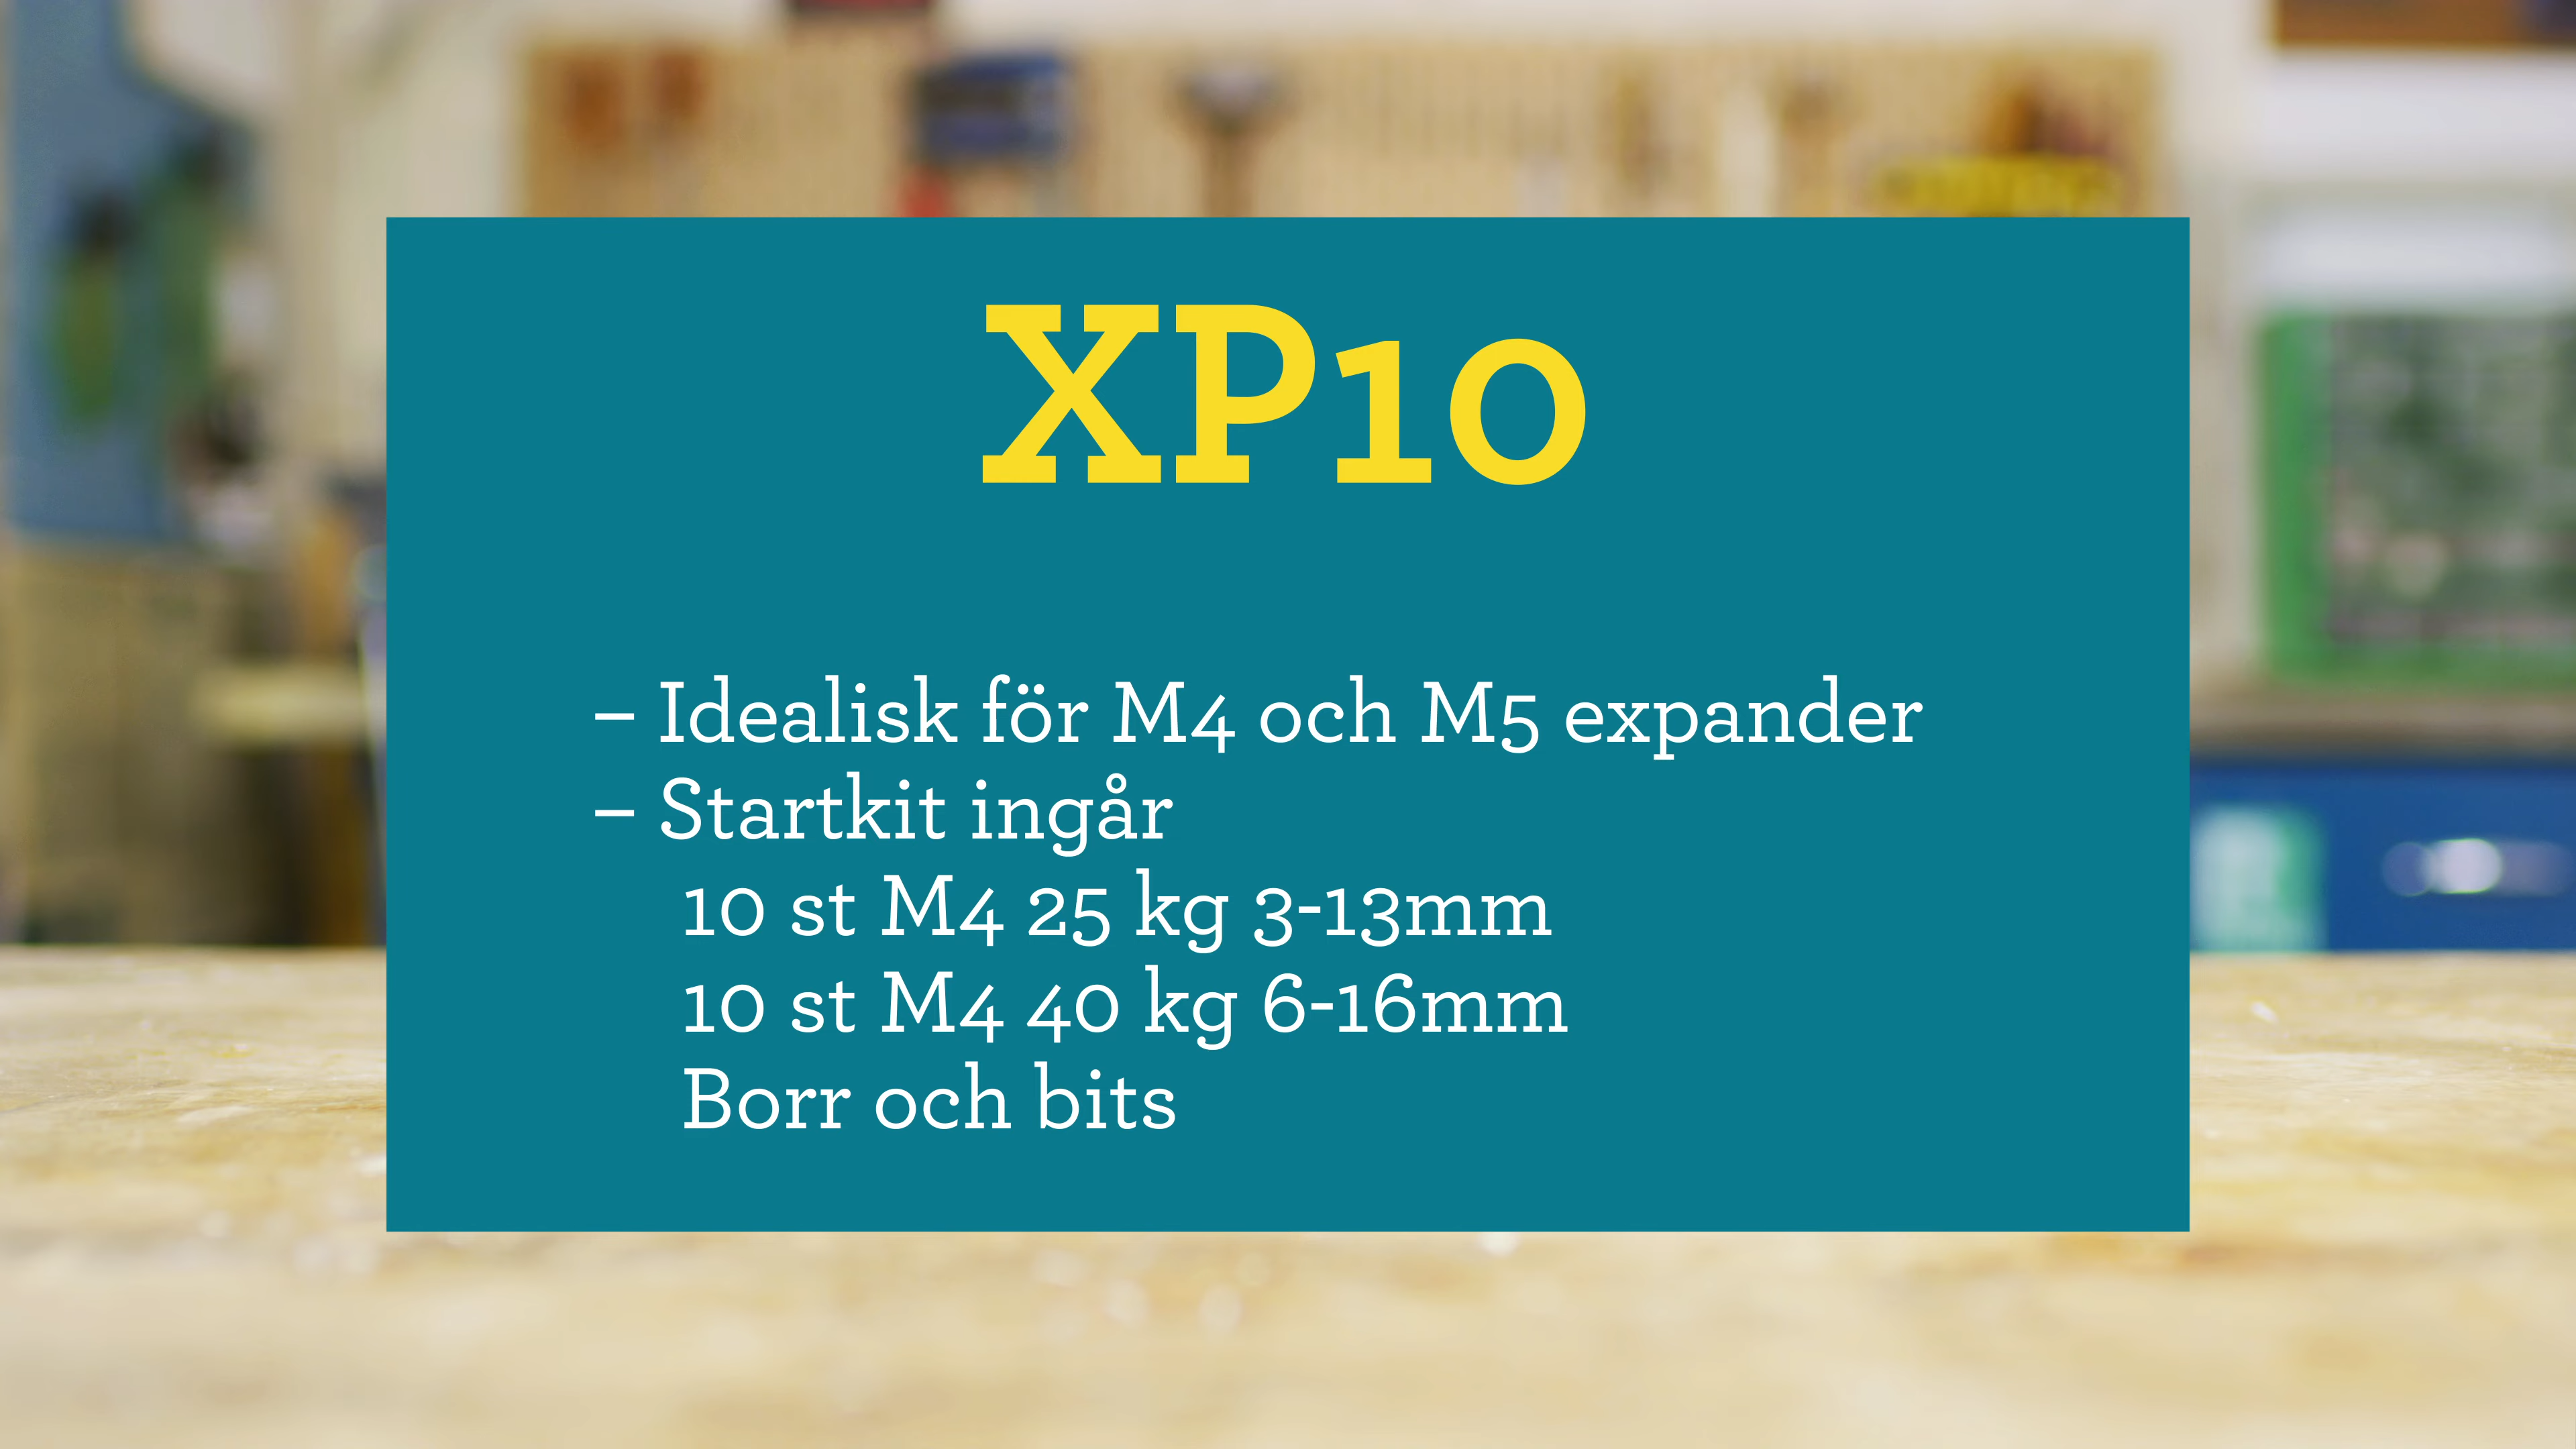 XP10
– Idealisk för M4 och M5 expander
– Startkit ingår
10 st M4 25 kg 3-13mm
10 st M4 40 kg 6-16mm
Borr och bits